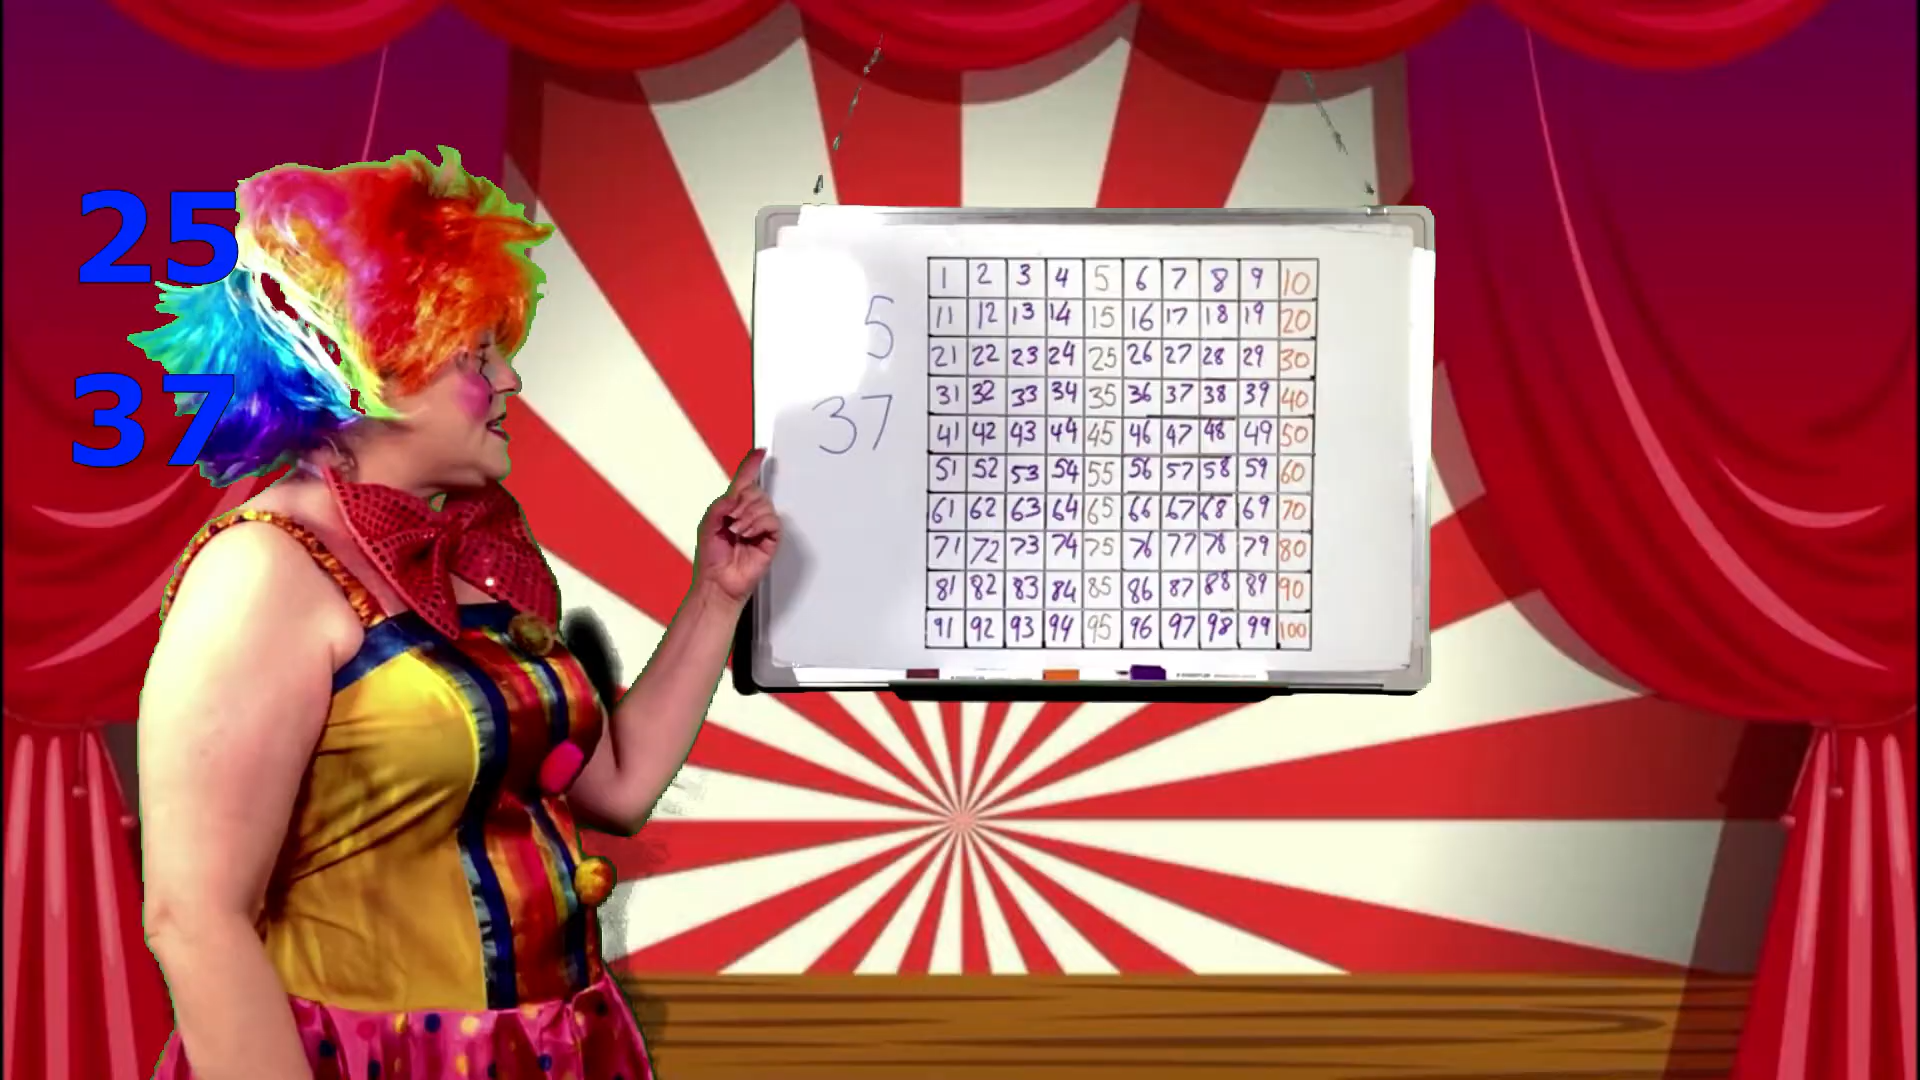 25
37
5
37
1 2 3 4 5 6 7 8 9 10
11 12 13 14 15 16 17 18 19 20
21 22 23 24 25 26 27 28 29 30
31 32 33 34 35 36 37 38 39 40
41 42 43 44 45 46 47 48 49 50
51 52 53 54 55 56 57 58 59 60
61 62 63 64 65 66 67 68 69 70
71 72 73 74 75 76 77 78 79 80
81 82 83 84 85 86 87 88 89 90
91 92 93 94 95 96 97 98 99 100